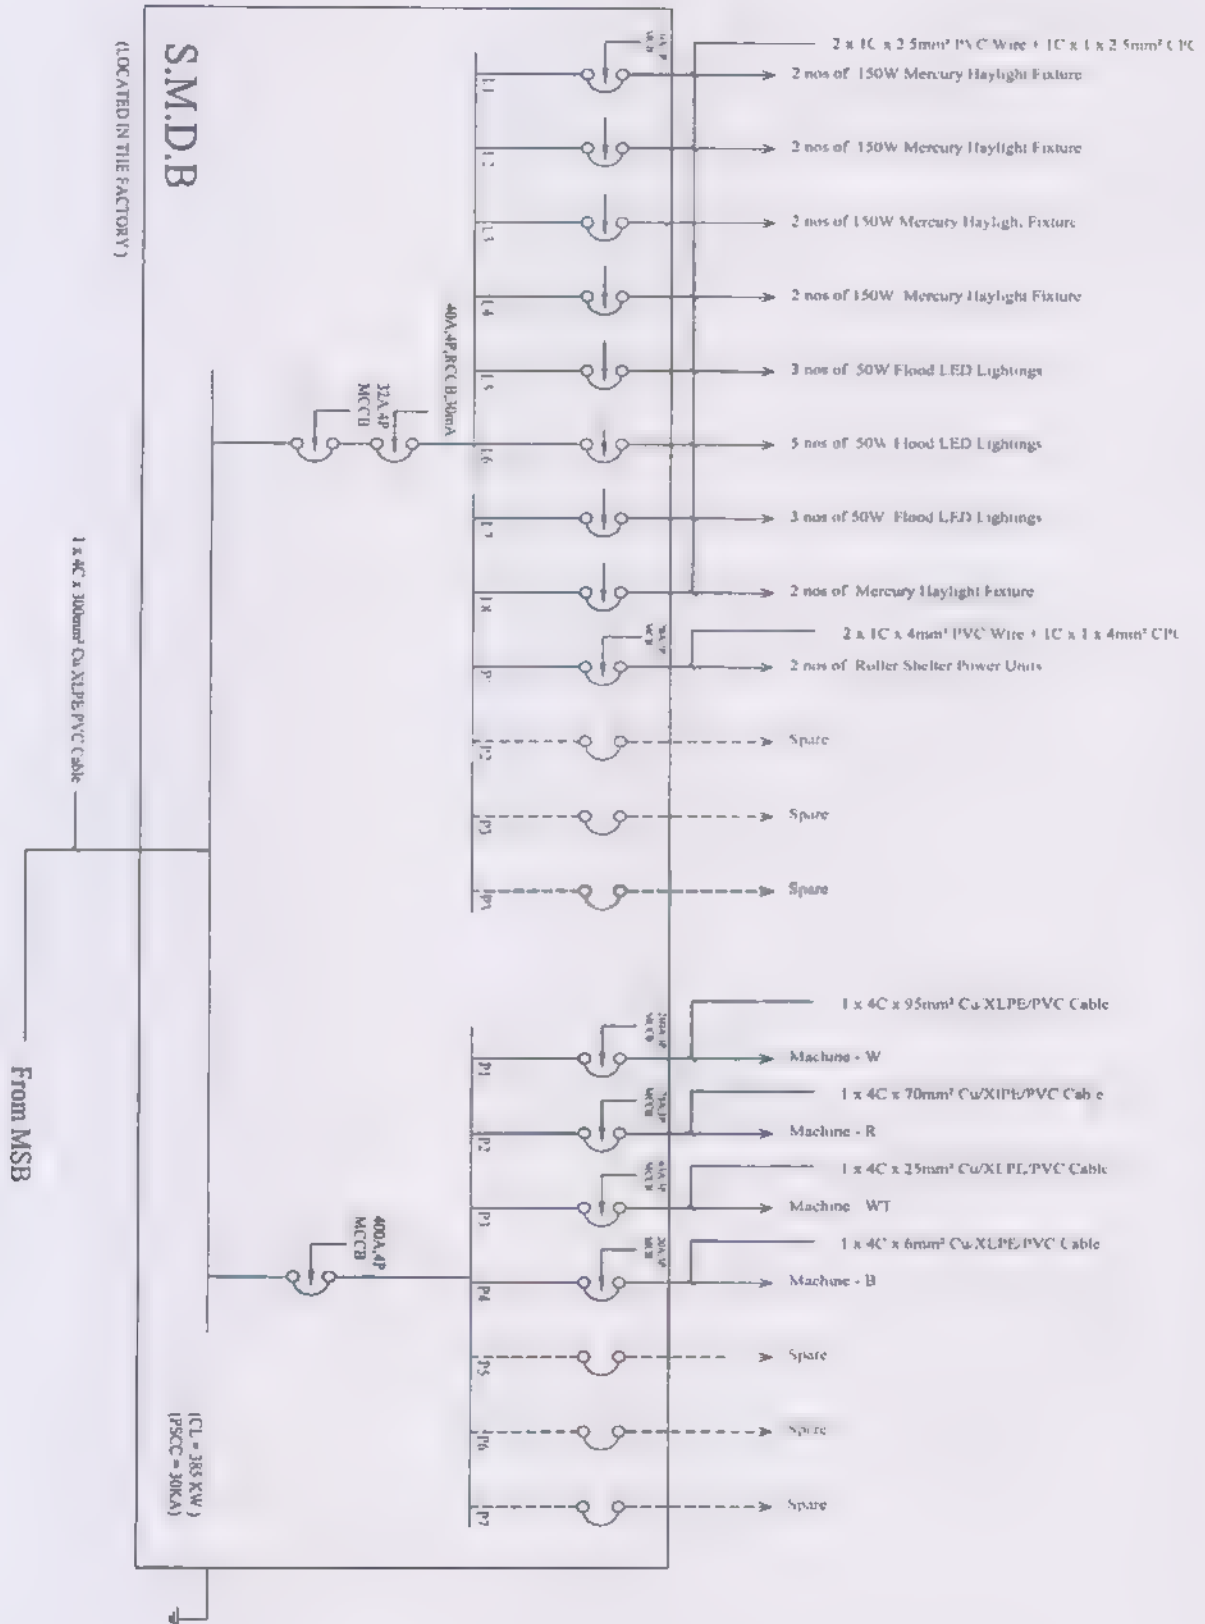 S.M.D.B
(LOCATED IN THE FACTORY)
2 x 1C x 2.5mm² PVC Wire + 1C x 1 x 2.5mm² CPC
L1
2 nos of 150W Mercury Haylight Fixture
L2
2 nos of 150W Mercury Haylight Fixture
L3
2 nos of 150W Mercury Haylight Fixture
L4
2 nos of 150W Mercury Haylight Fixture
L5
3 nos of 50W Flood LED Lightings
L6
5 nos of 50W Flood LED Lightings
L7
3 nos of 50W Flood LED Lightings
L8
2 nos of Mercury Haylight Fixture
2 x 1C x 4mm² PVC Wire + 1C x 1 x 4mm² CPC
MCB
2 nos of Roller Shelter Power Units
P2
Spare
P3
Spare
Spare
40A,4P,RCCB,30mA
32A,4P
MCCB
1 x 4C x 300mm² Cu XLPE PVC Cable
From MSB
1 x 4C x 95mm² Cu/XLPE/PVC Cable
MCCB
P1
Machine - W
1 x 4C x 70mm² Cu/XLPE/PVC Cable
MCCB
P2
Machine - R
1 x 4C x 25mm² Cu/XLPE/PVC Cable
MCCB
P3
Machine - WT
1 x 4C x 6mm² Cu/XLPE/PVC Cable
MCB
P4
Machine - B
P5
Spare
P6
Spare
P7
Spare
400A,4P
MCCB
(CL = 385 KW )
(PSCC = 30KA)